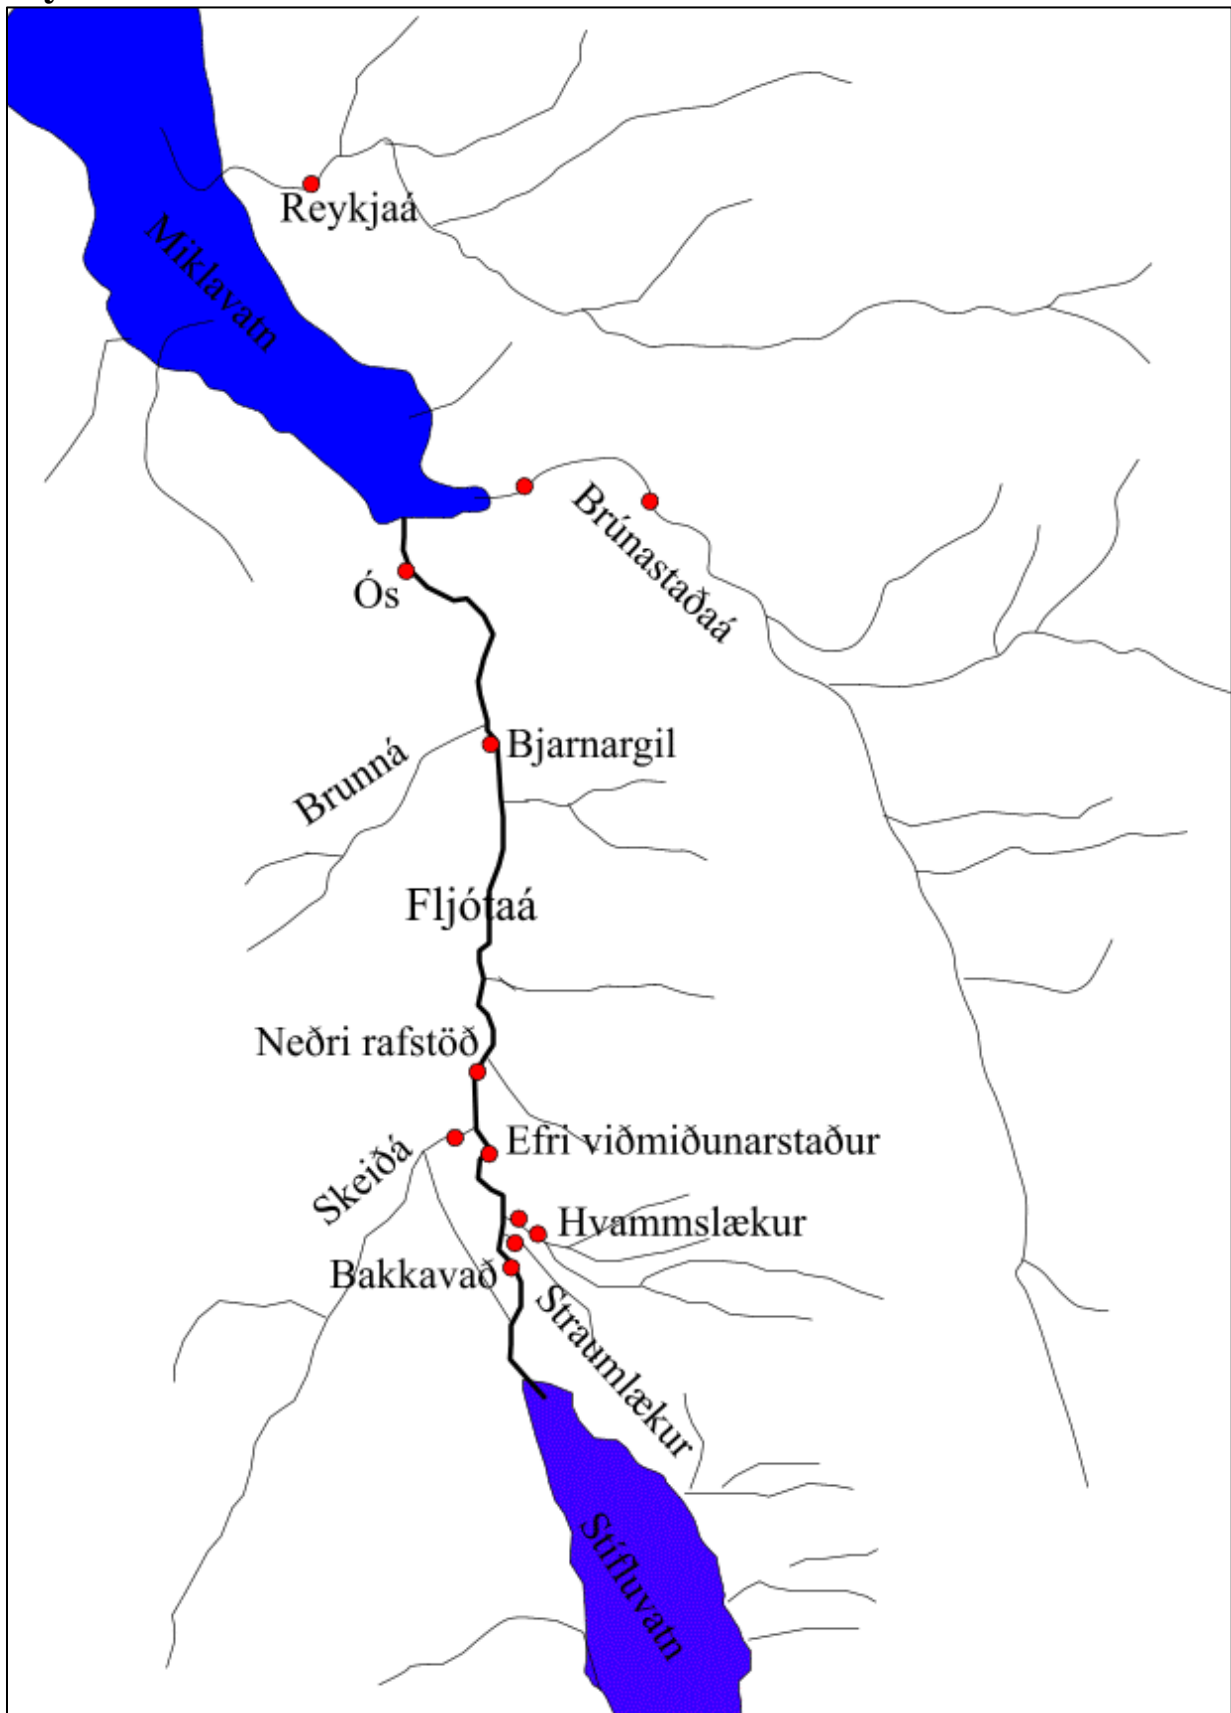 Reykjaá
Miklavatn
Brúnastaðaá
Ós
Bjarnargil
Brunná
Fljótaá
Neðri rafstöð
Efri viðmiðunarstaður
Skeiðá
Hvammslækur
Bakkavað
Straumlækur
Stífluvatn